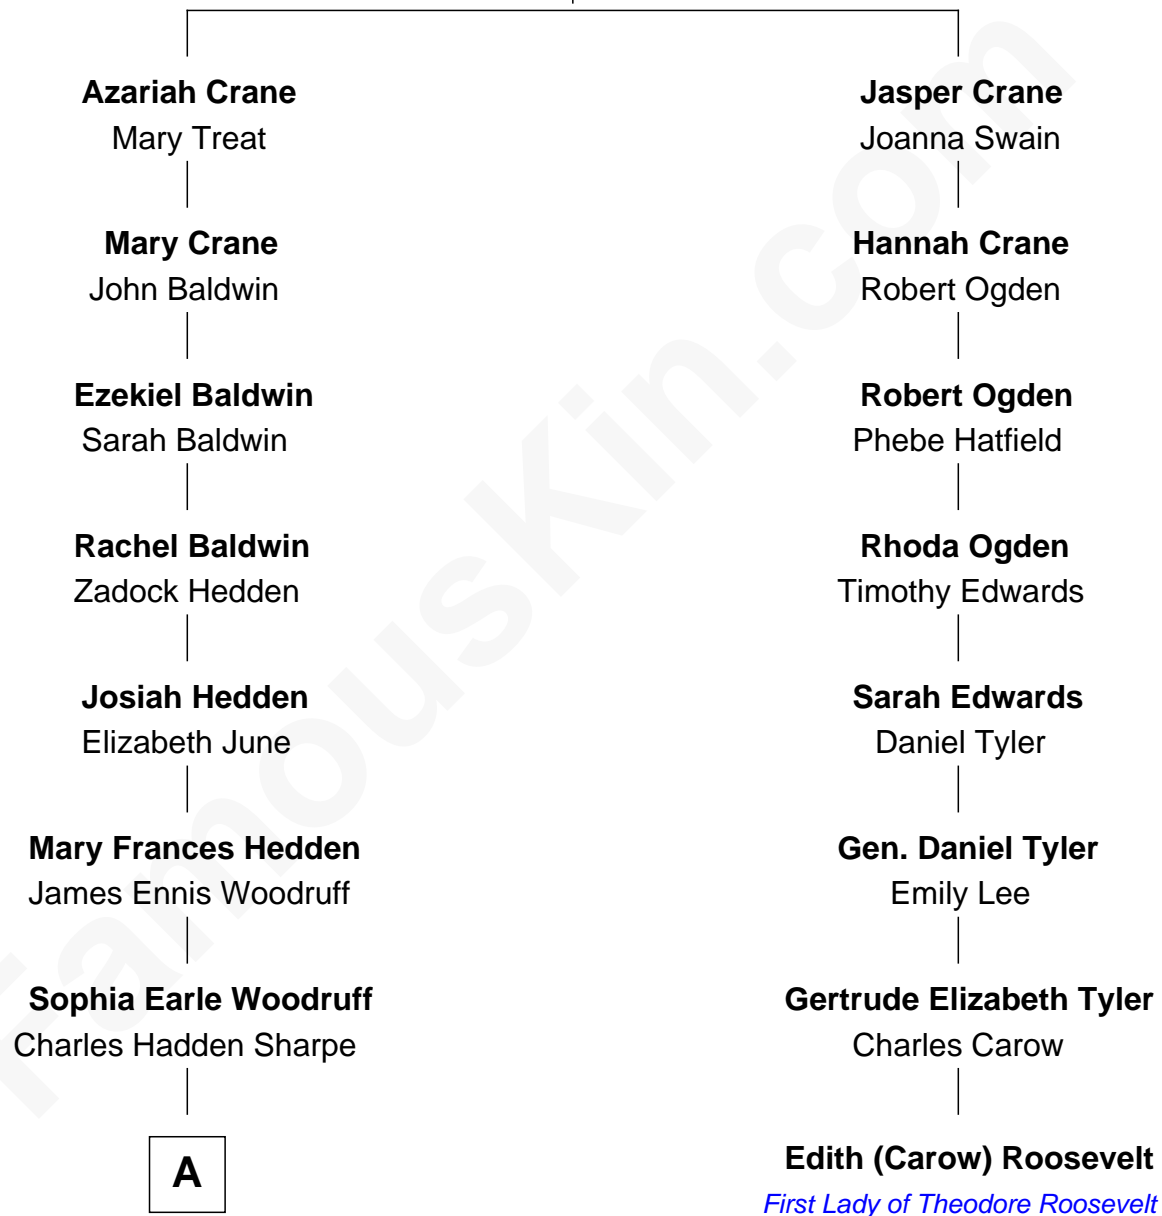 Azariah Crane
Mary Treat
Jasper Crane
Joanna Swain
Mary Crane
John Baldwin
Hannah Crane
Robert Ogden
Ezekiel Baldwin
Sarah Baldwin
Robert Ogden
Phebe Hatfield
Rachel Baldwin
Zadock Hedden
Rhoda Ogden
Timothy Edwards
Josiah Hedden
Elizabeth June
Sarah Edwards
Daniel Tyler
Mary Frances Hedden
James Ennis Woodruff
Gen. Daniel Tyler
Emily Lee
Sophia Earle Woodruff
Charles Hadden Sharpe
Gertrude Elizabeth Tyler
Charles Carow
A
Edith (Carow) Roosevelt
First Lady of Theodore Roosevelt
FamousKin.com